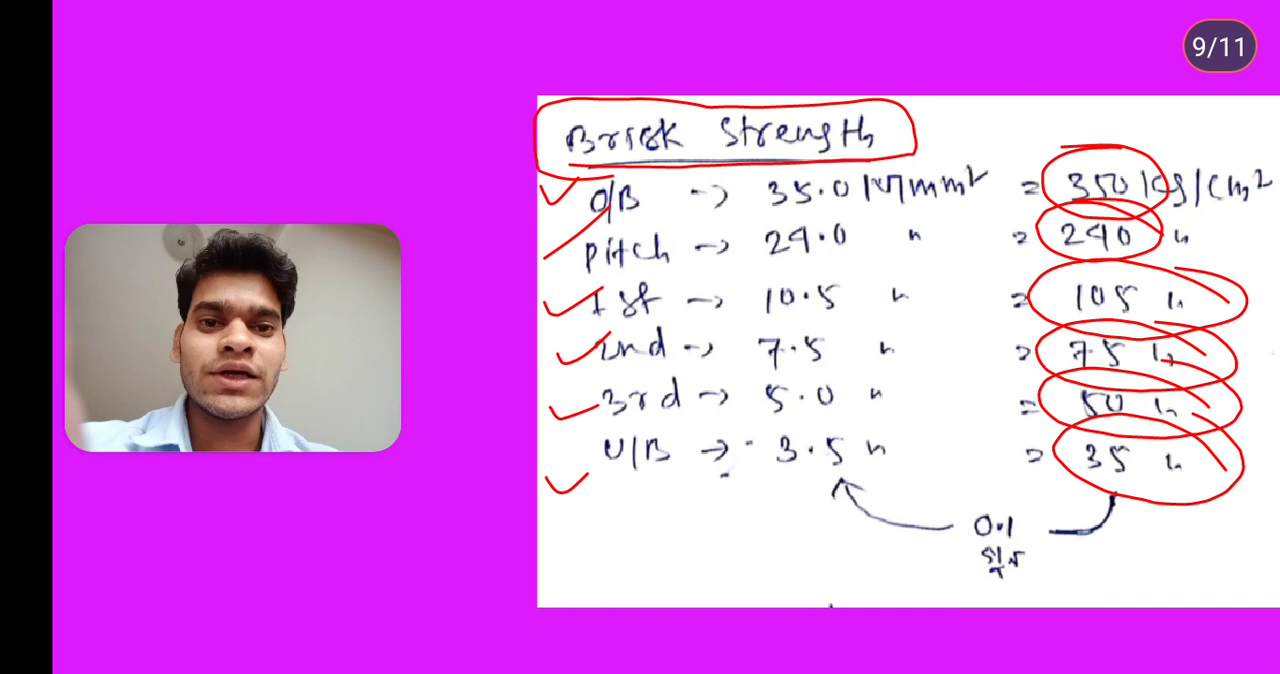 9/11
Brick Strength
O/B -> 35.0 N/mm² = 350 KG/Cm²
Pitch -> 24.0 " = 240 "
1st -> 10.5 " = 105 "
2nd -> 7.5 " = 75 "
3rd -> 5.0 " = 50 "
U/B -> 3.5 " = 35 "
0.1